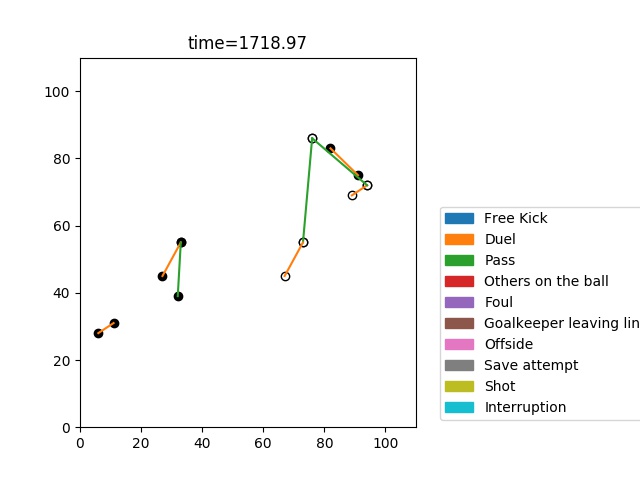 time=1718.97
100
80
60
40
20
0
0 20 40 60 80 100
Free Kick
Duel
Pass
Others on the ball
Foul
Goalkeeper leaving lin
Offside
Save attempt
Shot
Interruption